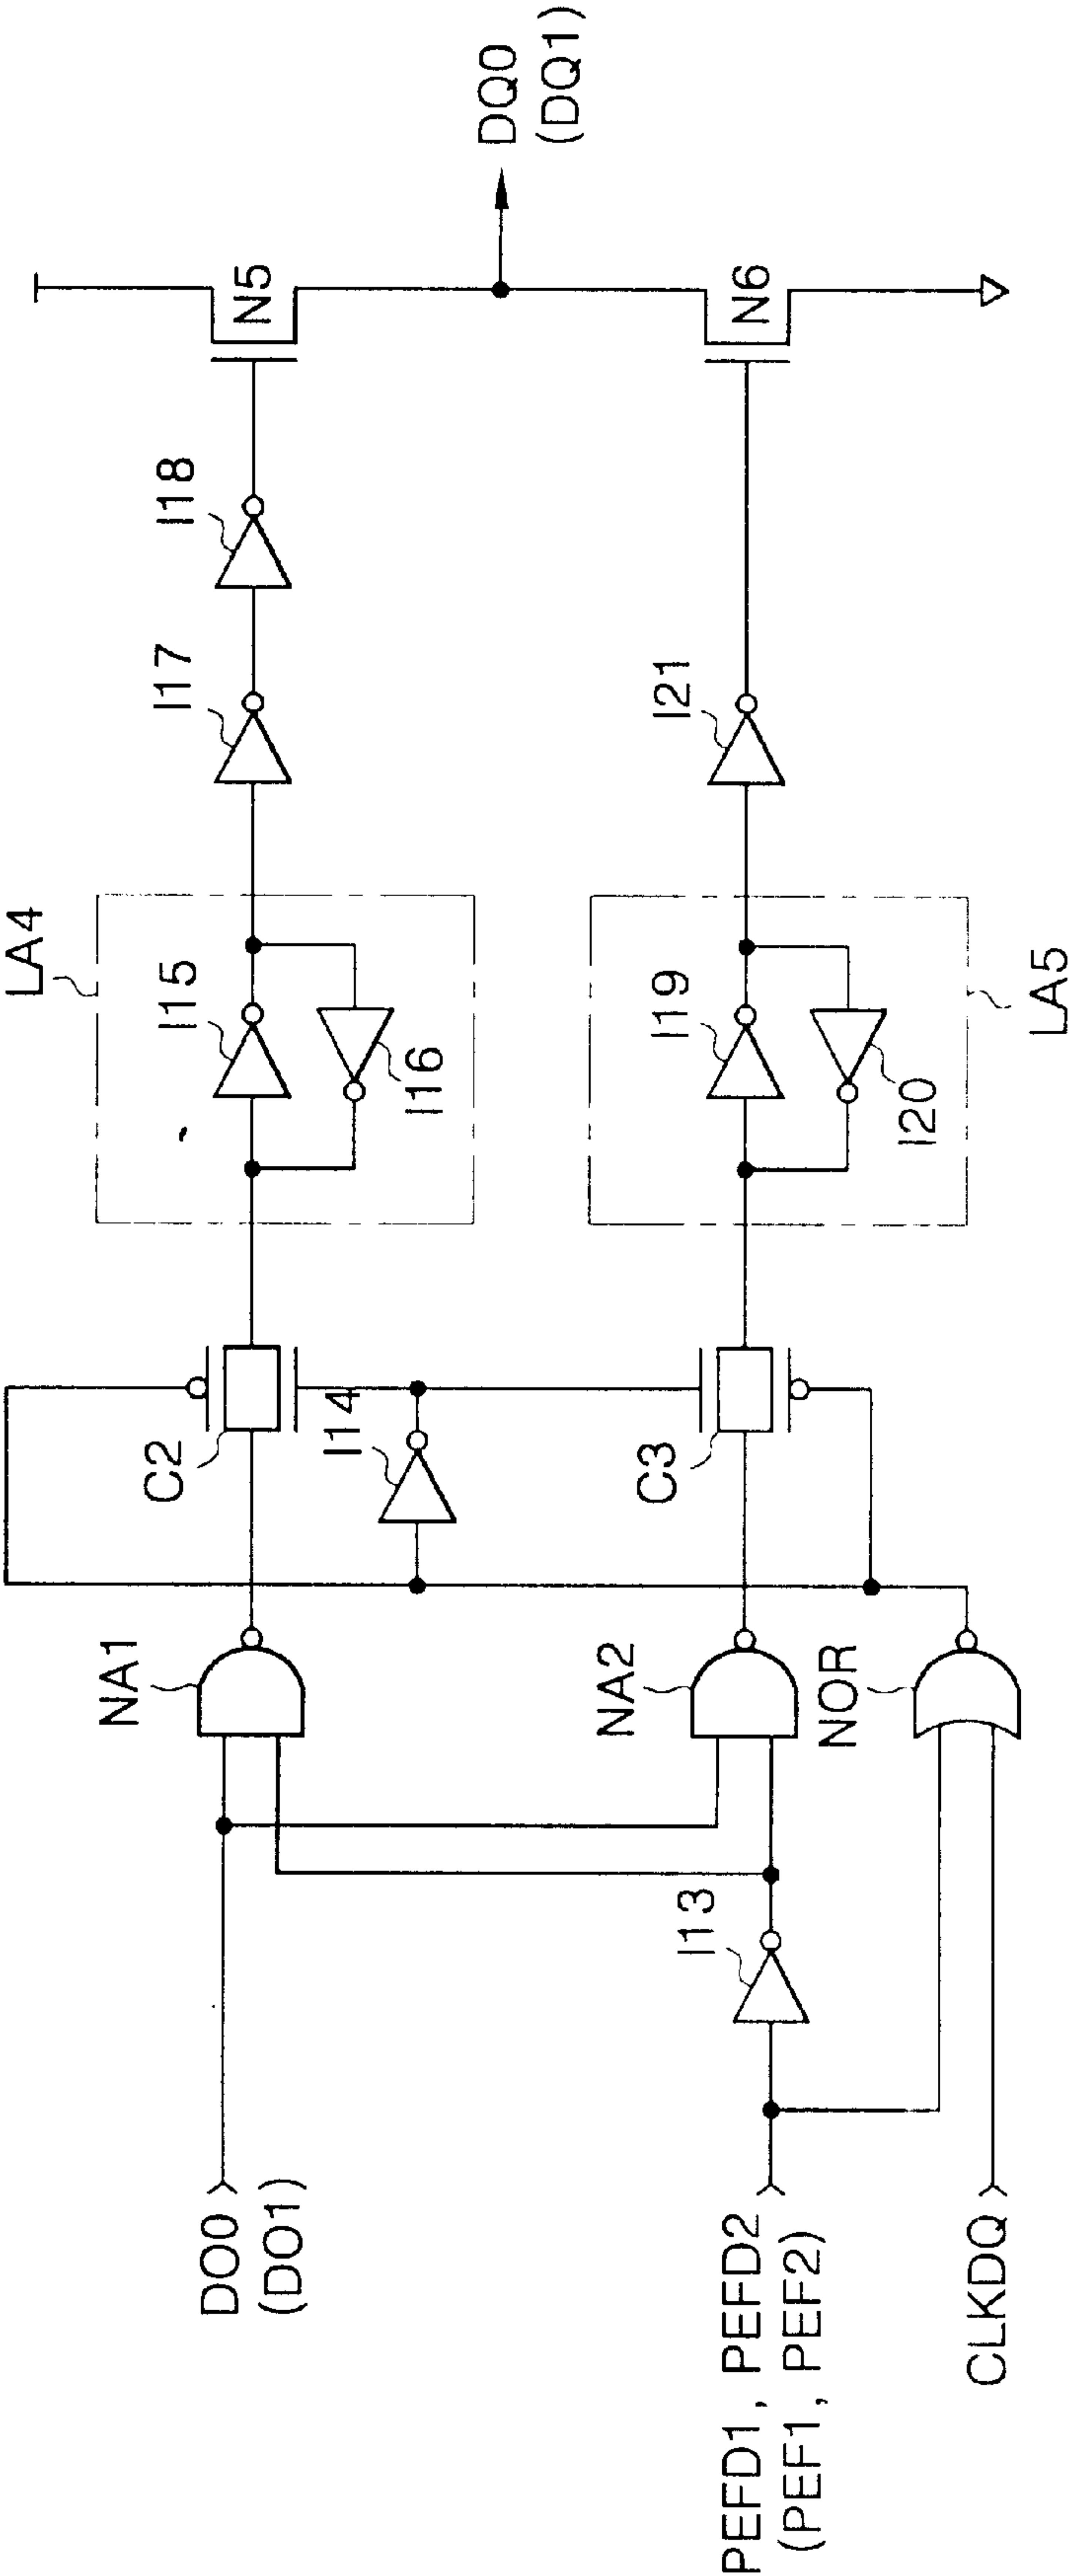 DQ0
(DQ1)
N5
N6
I18
I17
I21
LA4
I15
I16
I19
I20
LA5
C2
I14
C3
NA1
NA2
NOR
I13
DO0
(DO1)
PEFD1, PEFD2
(PEF1, PEF2)
CLKDQ